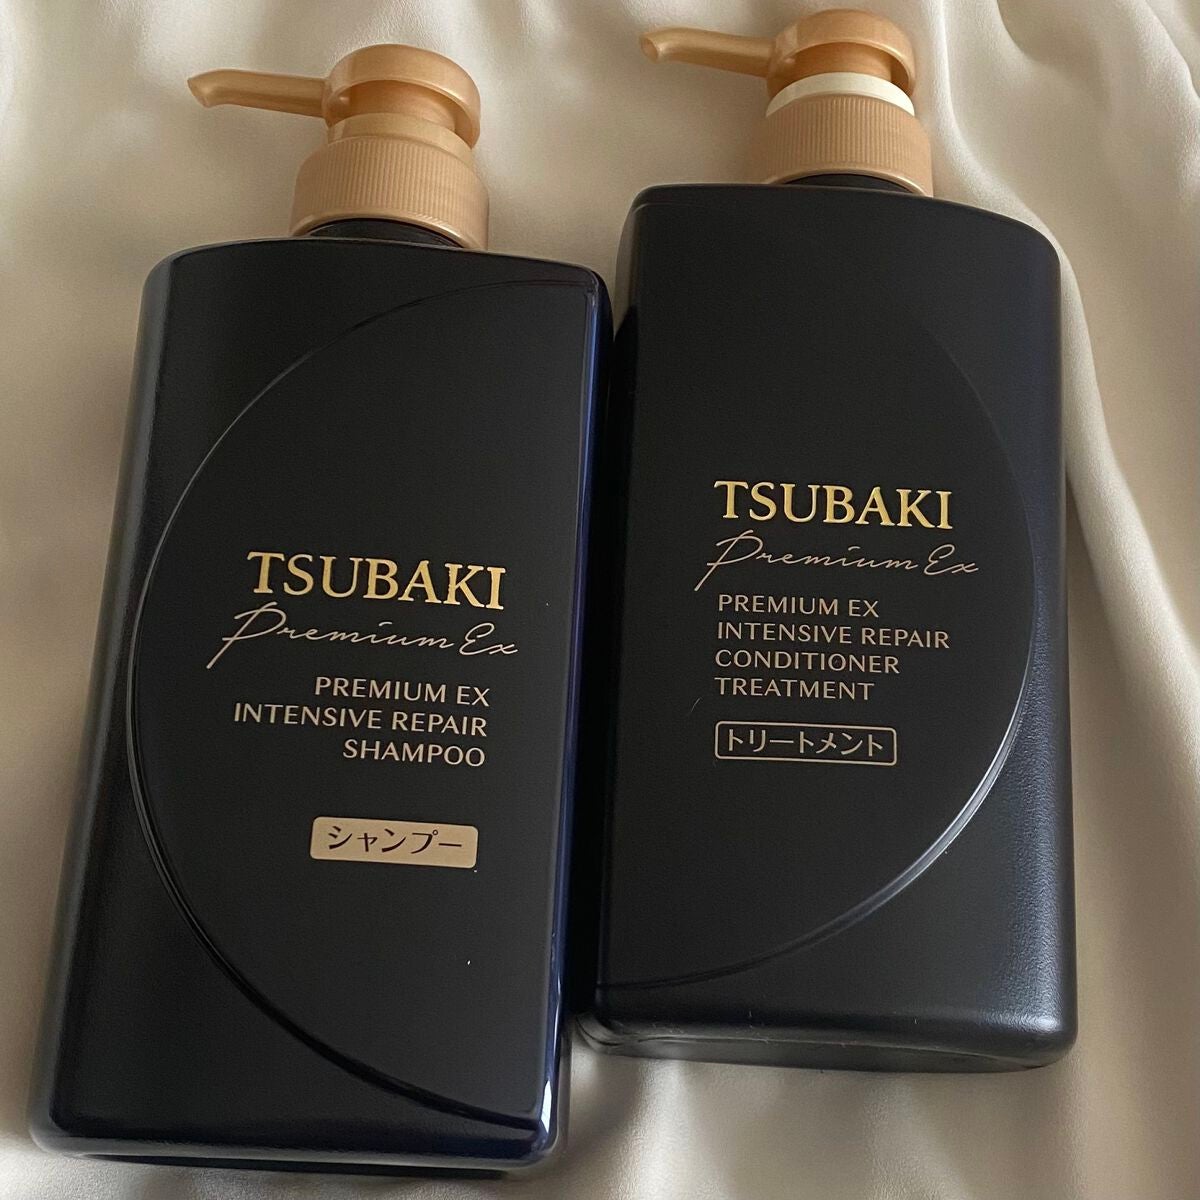 TSUBAKI
Premium Ex
PREMIUM EX
INTENSIVE REPAIR
SHAMPOO
シャンプー
TSUBAKI
Premium Ex
PREMIUM EX
INTENSIVE REPAIR
CONDITIONER
TREATMENT
トリートメント